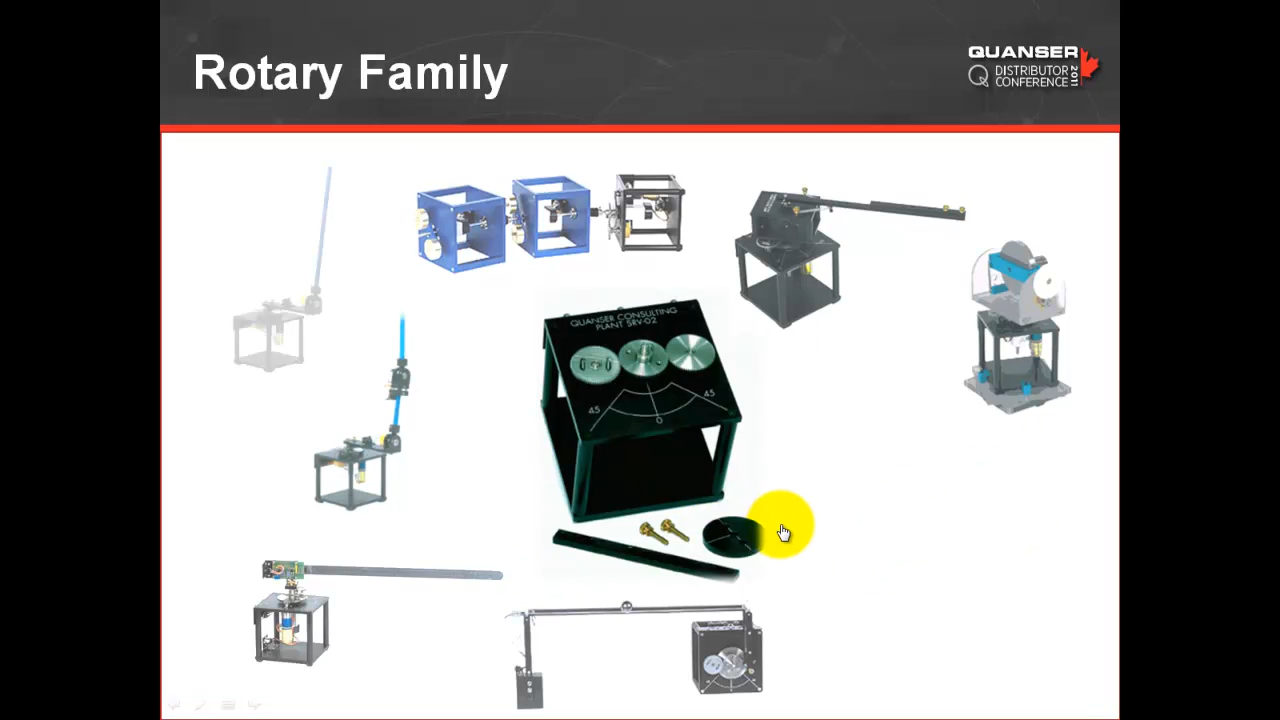 Rotary Family
QUANSER
DISTRIBUTOR
CONFERENCE
2011
QUANSER CONSULTING
PLANT SRV-02
45
0
45